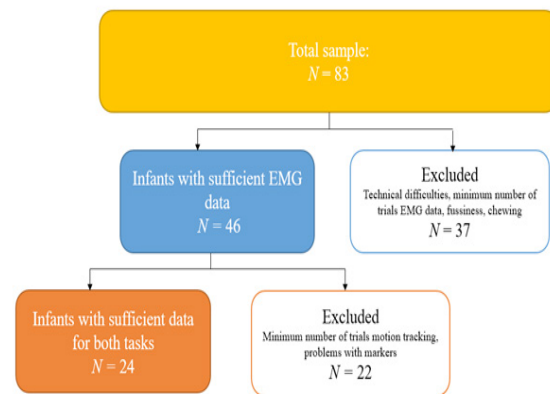 Total sample:
N = 83
Infants with sufficient EMG
data
N = 46
Excluded
Technical difficulties, minimum number of
trials EMG data, fussiness, chewing
N = 37
Infants with sufficient data
for both tasks
N = 24
Excluded
Minimum number of trials motion tracking,
problems with markers
N = 22